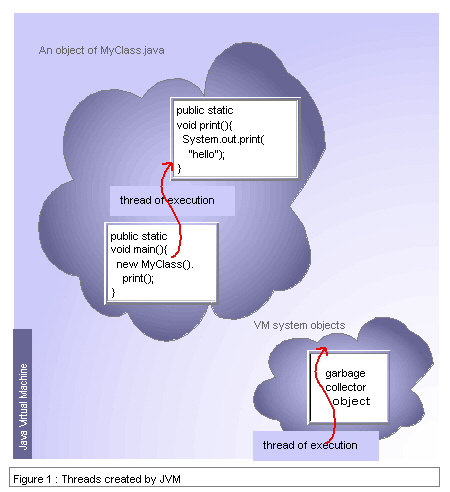 An object of MyClass.java
public static
void print(){
System.out.print(
"hello");
}
thread of execution
public static
void main(){
new MyClass().
print();
}
VM system objects
garbage
collector
object
thread of execution
Java Virtual Machine
Figure 1 : Threads created by JVM